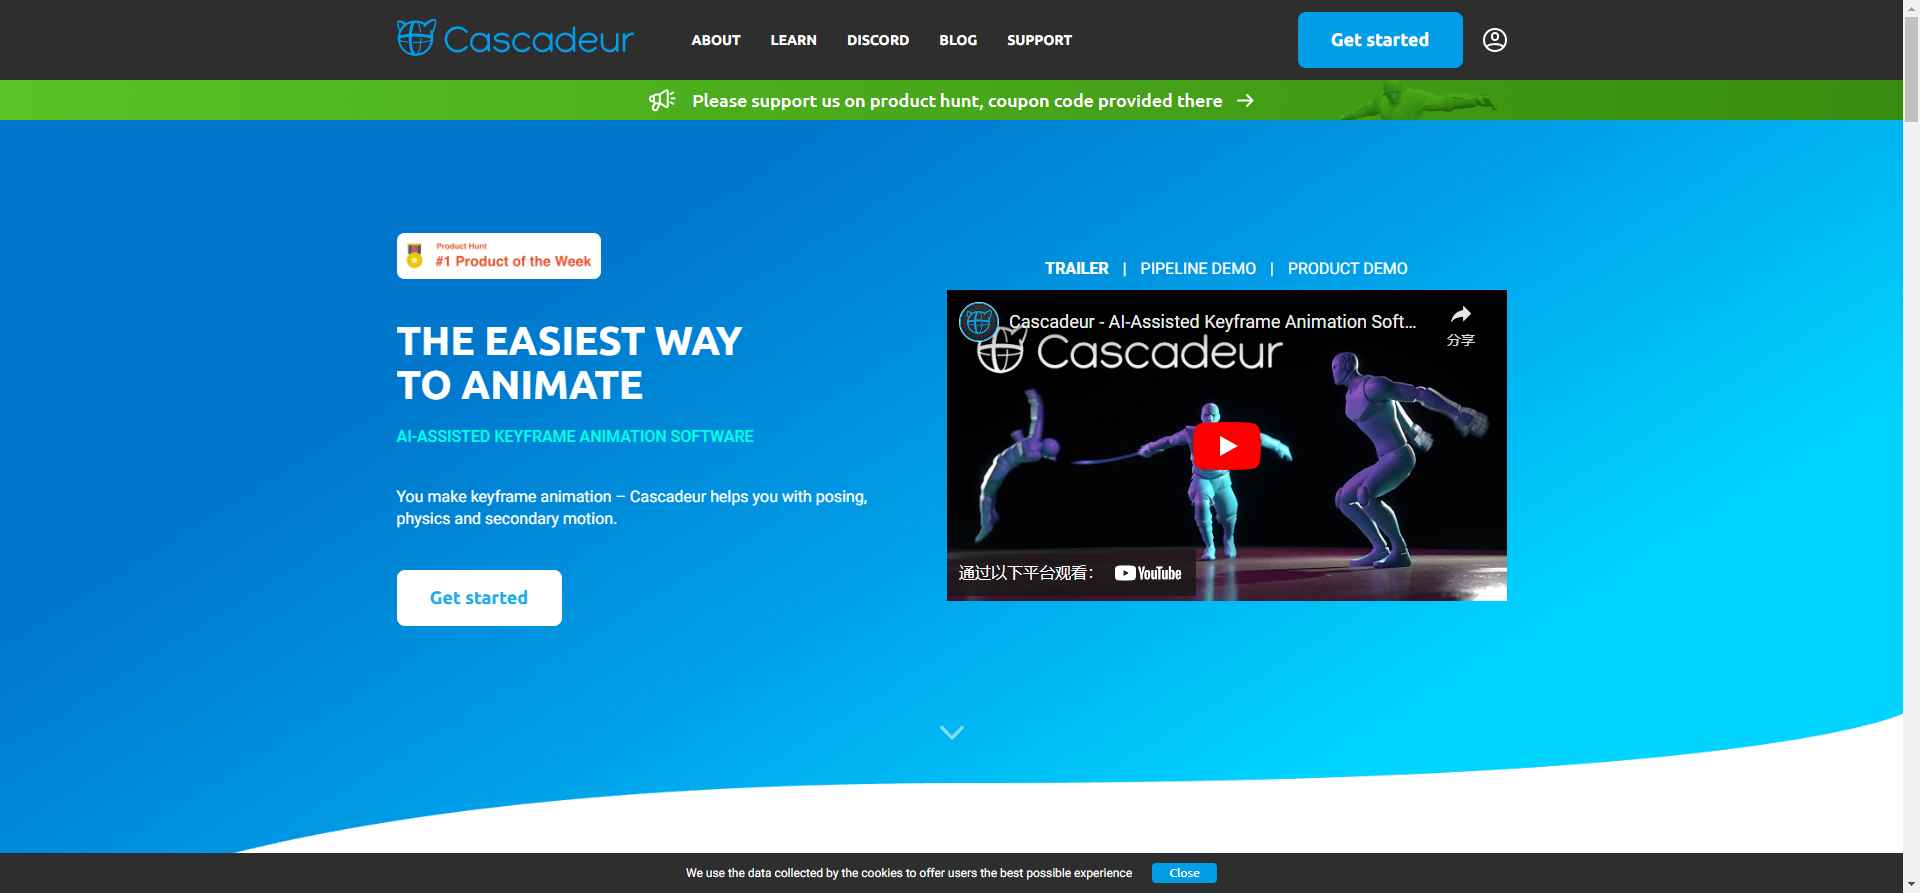 Cascadeur
ABOUT LEARN DISCORD BLOG SUPPORT
Get started
Please support us on product hunt, coupon code provided there
Product Hunt
#1 Product of the Week
THE EASIEST WAY
TO ANIMATE
AI-ASSISTED KEYFRAME ANIMATION SOFTWARE
You make keyframe animation – Cascadeur helps you with posing,
physics and secondary motion.
Get started
TRAILER | PIPELINE DEMO | PRODUCT DEMO
Cascadeur - AI-Assisted Keyframe Animation Soft...
分享
Cascadeur
通过以下平台观看： YouTube
We use the data collected by the cookies to offer users the best possible experience
Close